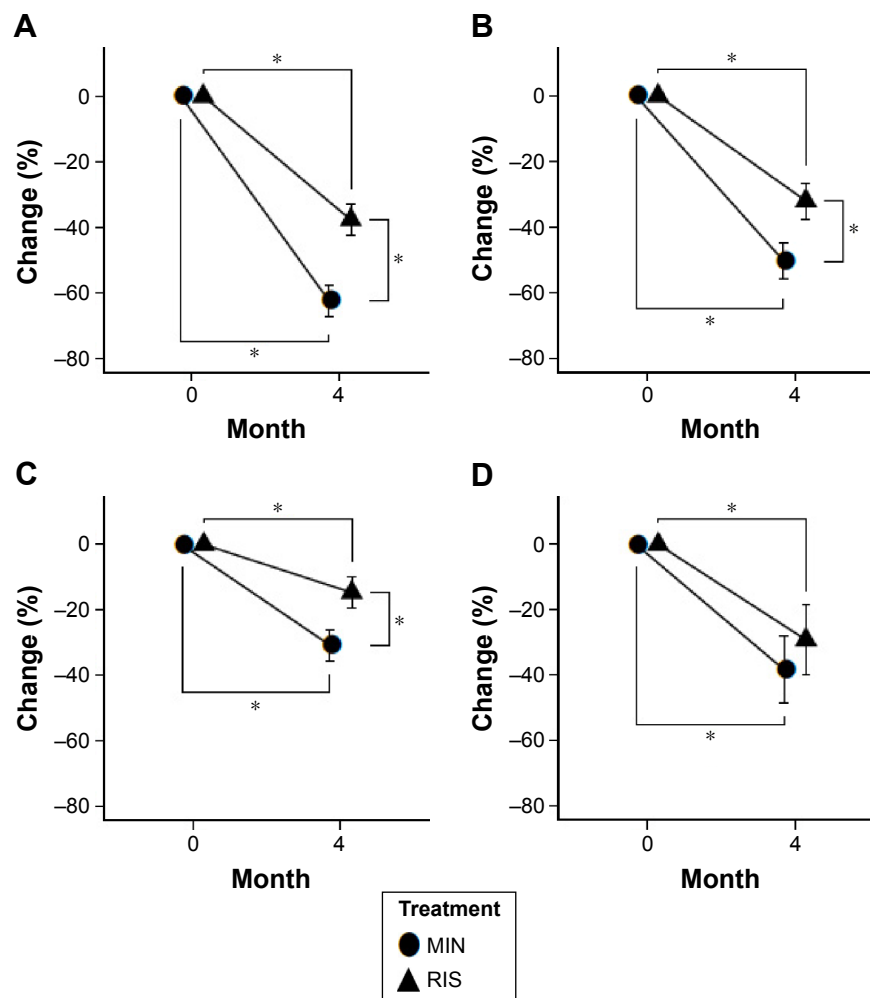 A
Change (%)
0
–20
–40
–60
–80
*
*
*
0
4
Month
B
Change (%)
0
–20
–40
–60
–80
*
*
*
0
4
Month
C
Change (%)
0
–20
–40
–60
–80
*
*
*
0
4
Month
D
Change (%)
0
–20
–40
–60
–80
*
*
0
4
Month
Treatment
MIN
RIS